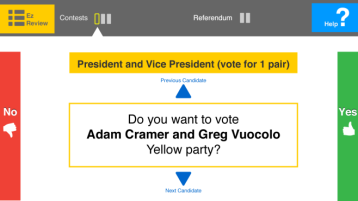 Ez
Review
Contests
Referendum
?
Help
President and Vice President (vote for 1 pair)
Previous Candidate
No
Yes
Do you want to vote
Adam Cramer and Greg Vuocolo
Yellow party?
Next Candidate